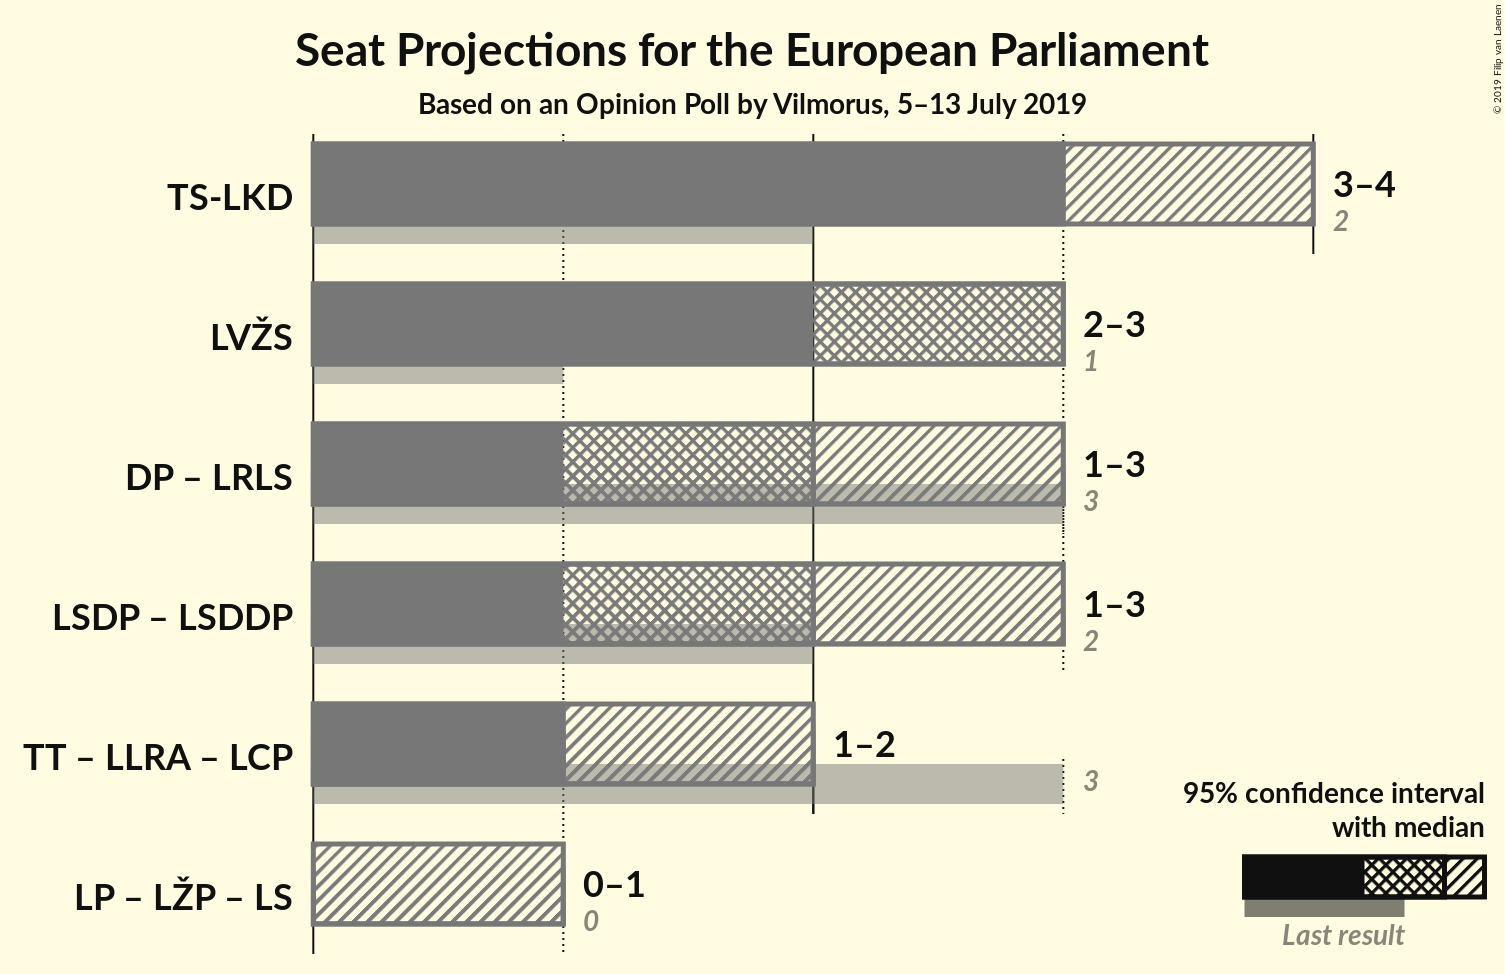 Seat Projections for the European Parliament
Based on an Opinion Poll by Vilmorus, 5–13 July 2019
© 2019 Filip van Laenen
TS-LKD
3–4
2
LVŽS
2–3
1
DP – LRLS
1–3
3
LSDP – LSDDP
1–3
2
TT – LLRA – LCP
1–2
3
LP – LŽP – LS
0–1
0
95% confidence interval
with median
Last result